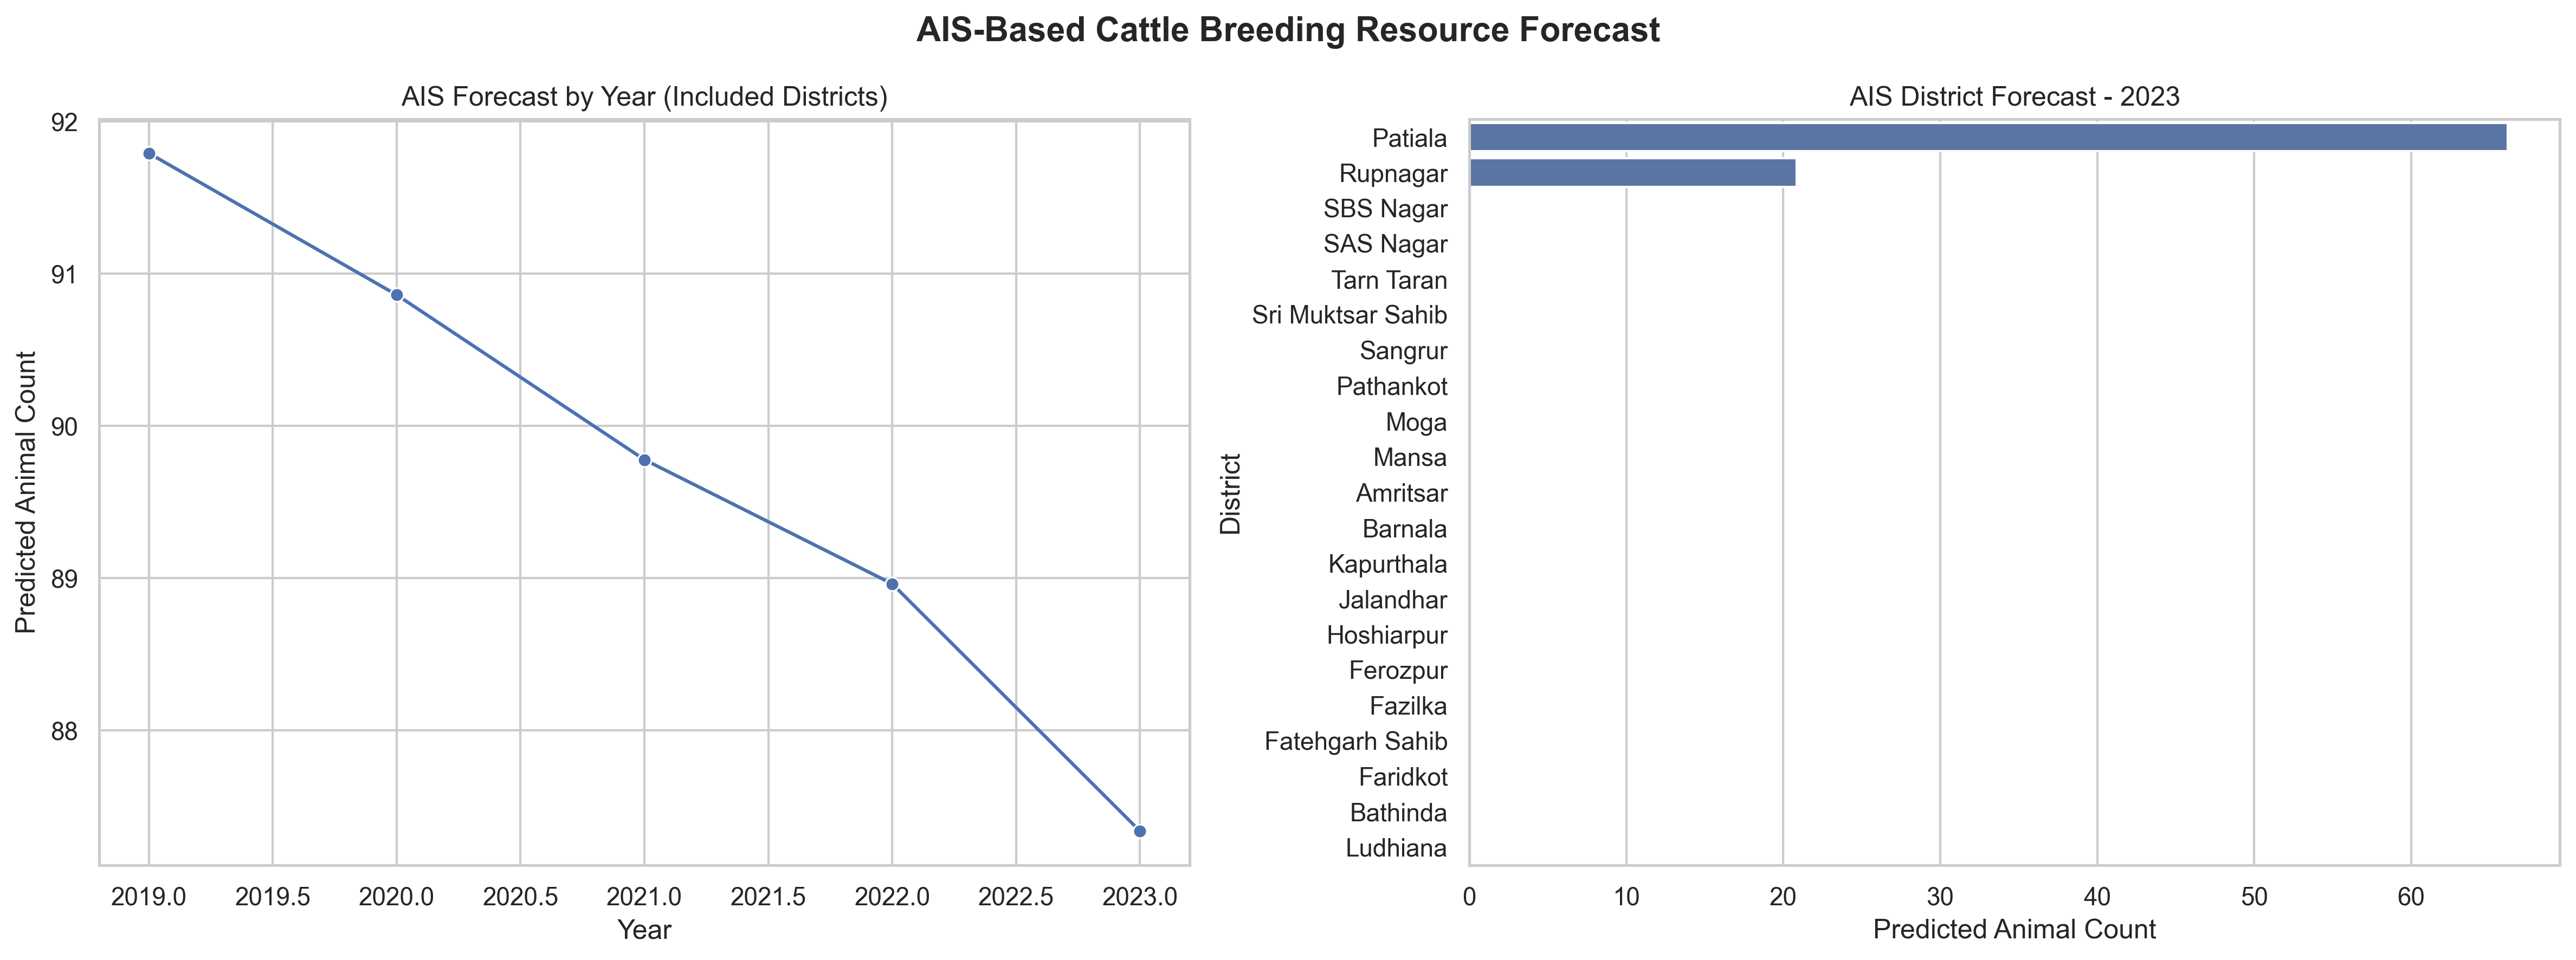 AIS-Based Cattle Breeding Resource Forecast
AIS Forecast by Year (Included Districts)
92
91
90
89
88
Predicted Animal Count
2019.0 2019.5 2020.0 2020.5 2021.0 2021.5 2022.0 2022.5 2023.0
Year
AIS District Forecast - 2023
District
Patiala
Rupnagar
SBS Nagar
SAS Nagar
Tarn Taran
Sri Muktsar Sahib
Sangrur
Pathankot
Moga
Mansa
Amritsar
Barnala
Kapurthala
Jalandhar
Hoshiarpur
Ferozpur
Fazilka
Fatehgarh Sahib
Faridkot
Bathinda
Ludhiana
0 10 20 30 40 50 60
Predicted Animal Count